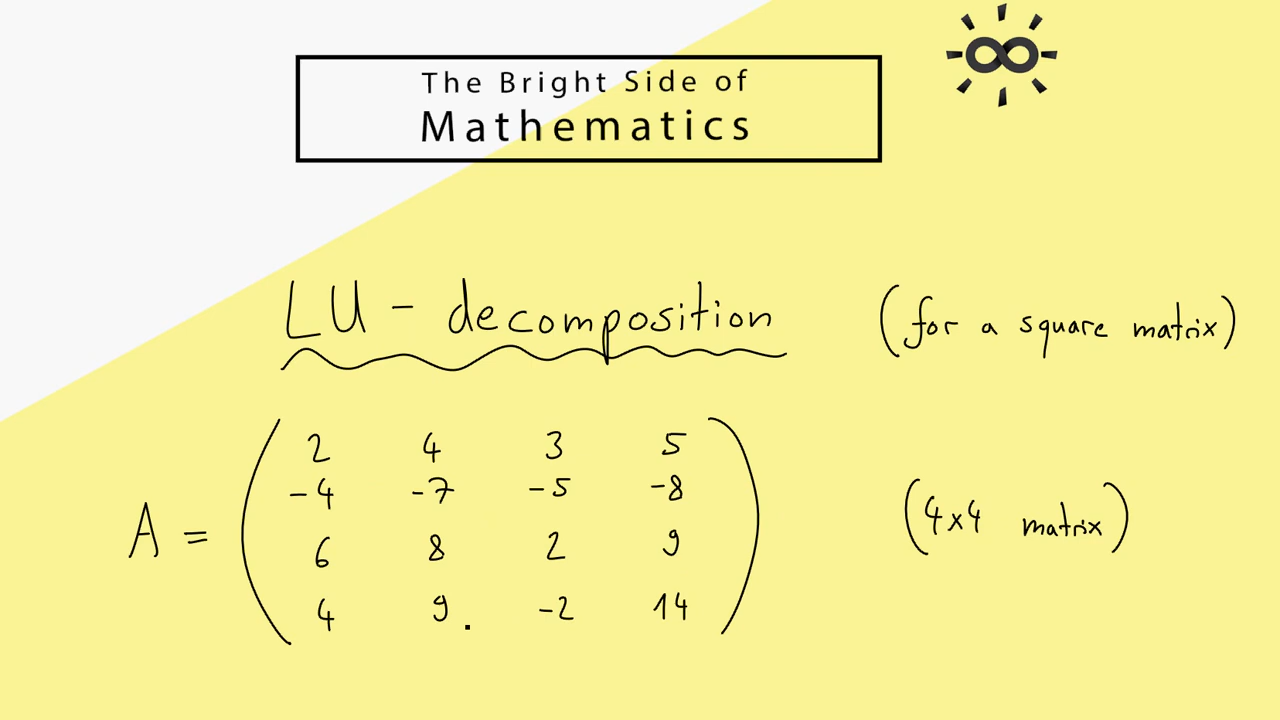 The Bright Side of
Mathematics
LU - decomposition (for a square matrix)
A = ( 2 4 3 5
-4 -7 -5 -8
6 8 2 9
4 9 -2 14 ) (4x4 matrix)